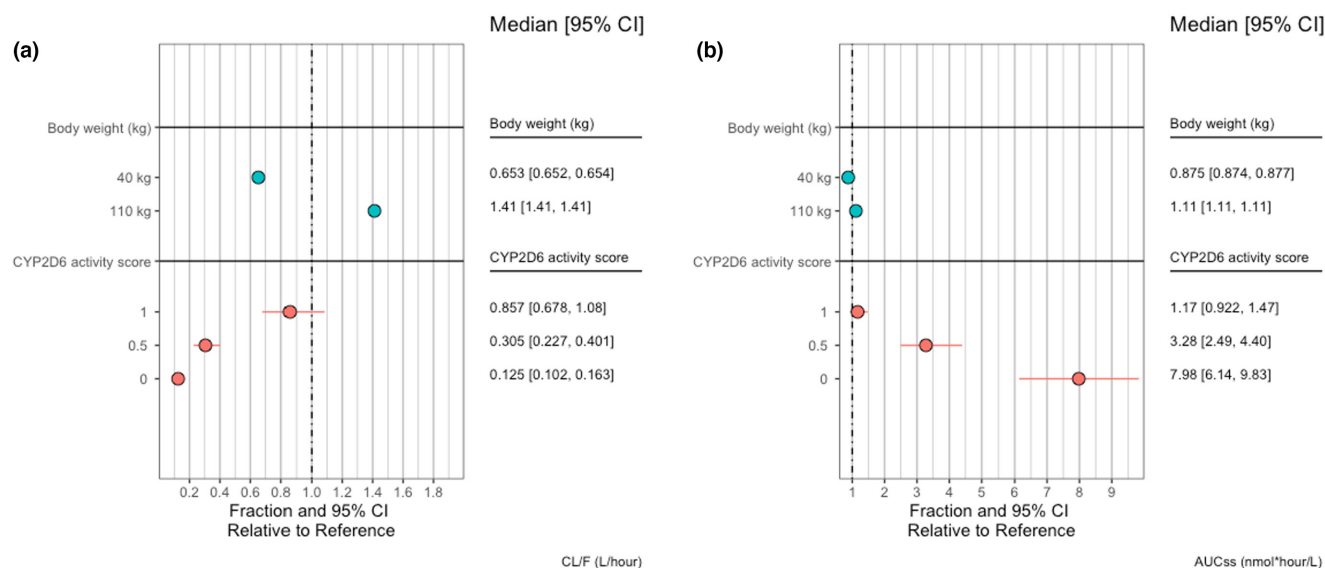 (a)
Median [95% CI]
Body weight (kg)
Body weight (kg)
40 kg
0.653 [0.652, 0.654]
110 kg
1.41 [1.41, 1.41]
CYP2D6 activity score
CYP2D6 activity score
1
0.857 [0.678, 1.08]
0.5
0.305 [0.227, 0.401]
0
0.125 [0.102, 0.163]
0.2 0.4 0.6 0.8 1.0 1.2 1.4 1.6 1.8
Fraction and 95% CI
Relative to Reference
CL/F (L/hour)
(b)
Median [95% CI]
Body weight (kg)
Body weight (kg)
40 kg
0.875 [0.874, 0.877]
110 kg
1.11 [1.11, 1.11]
CYP2D6 activity score
CYP2D6 activity score
1
1.17 [0.922, 1.47]
0.5
3.28 [2.49, 4.40]
0
7.98 [6.14, 9.83]
1 2 3 4 5 6 7 8 9
Fraction and 95% CI
Relative to Reference
AUCss (nmol*hour/L)